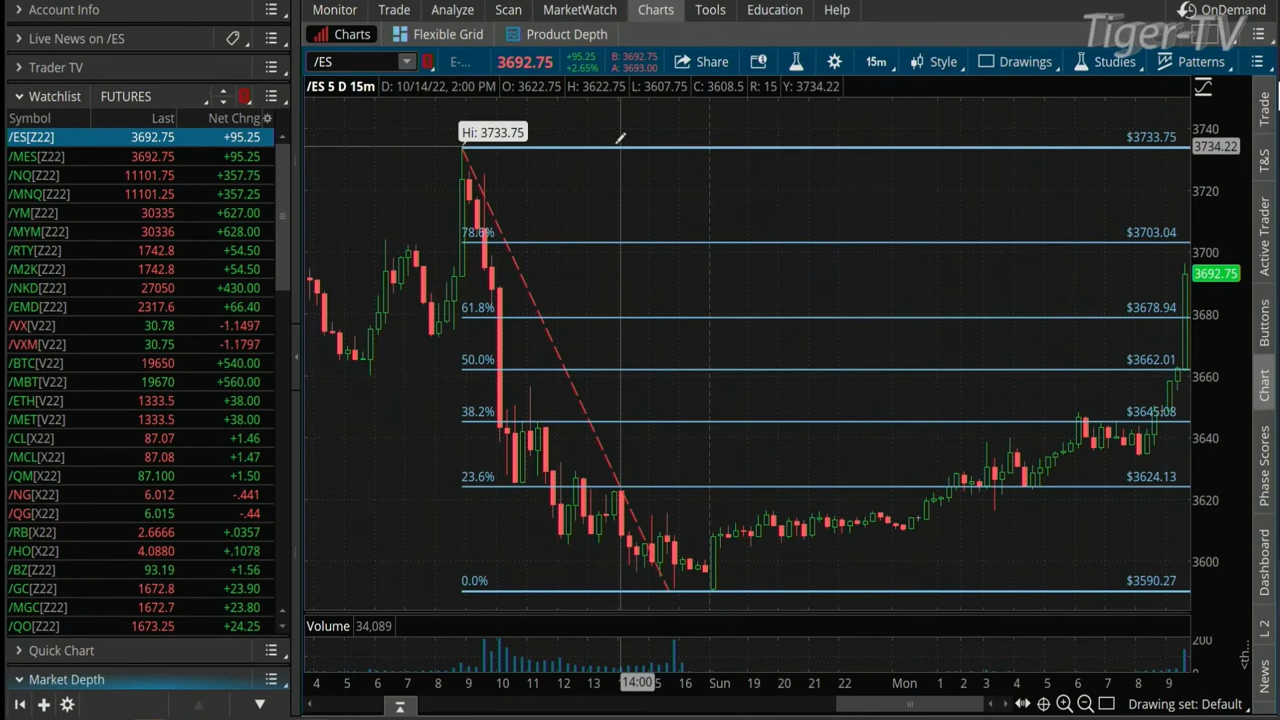 Account Info
Monitor Trade Analyze Scan MarketWatch Charts Tools Education Help OnDemand
Tiger-TV
Live News on /ES
Charts Flexible Grid Product Depth
Trader TV
/ES E-... 3692.75 +95.25 +2.65% B: 3692.75 A: 3693.00 Share 15m Style Drawings Studies Patterns
Watchlist FUTURES
/ES 5 D 15m D: 10/14/22, 2:00 PM O: 3622.75 H: 3622.75 L: 3607.75 C: 3608.5 R: 15 Y: 3734.22
Symbol Last Net Chng
/ES[Z22] 3692.75 +95.25
/MES[Z22] 3692.75 +95.25
/NQ[Z22] 11101.75 +357.75
/MNQ[Z22] 11101.25 +357.25
/YM[Z22] 30335 +627.00
/MYM[Z22] 30336 +628.00
/RTY[Z22] 1742.8 +54.50
/M2K[Z22] 1742.8 +54.50
/NKD[Z22] 27050 +430.00
/EMD[Z22] 2317.6 +66.40
/VX[V22] 30.78 -1.1497
/VXM[V22] 30.75 -1.1797
/BTC[V22] 19650 +540.00
/MBT[V22] 19670 +560.00
/ETH[V22] 1333.5 +38.00
/MET[V22] 1333.5 +38.00
/CL[X22] 87.07 +1.46
/MCL[X22] 87.08 +1.47
/QM[X22] 87.100 +1.50
/NG[X22] 6.012 -.441
/QG[X22] 6.015 -.44
/RB[X22] 2.6666 +.0357
/HO[X22] 4.0880 +.1078
/BZ[Z22] 93.19 +1.56
/GC[Z22] 1672.8 +23.90
/MGC[Z22] 1672.7 +23.80
/QO[Z22] 1673.25 +24.25
Quick Chart
Market Depth
Hi: 3733.75
$3733.75
78.6% $3703.04
61.8% $3678.94
50.0% $3662.01
38.2% $3645.08
23.6% $3624.13
0.0% $3590.27
3740
3734.22
3720
3700
3692.75
3680
3660
3640
3620
3600
Volume 34,089
200
0
<th...
4 5 6 7 8 9 10 11 12 13 14:00 5 16 Sun 19 20 21 22 Mon 1 2 3 4 5 6 7 8 9
Drawing set: Default
Trade
T&S
Active Trader
Buttons
Chart
Phase Scores
Dashboard
L 2
News